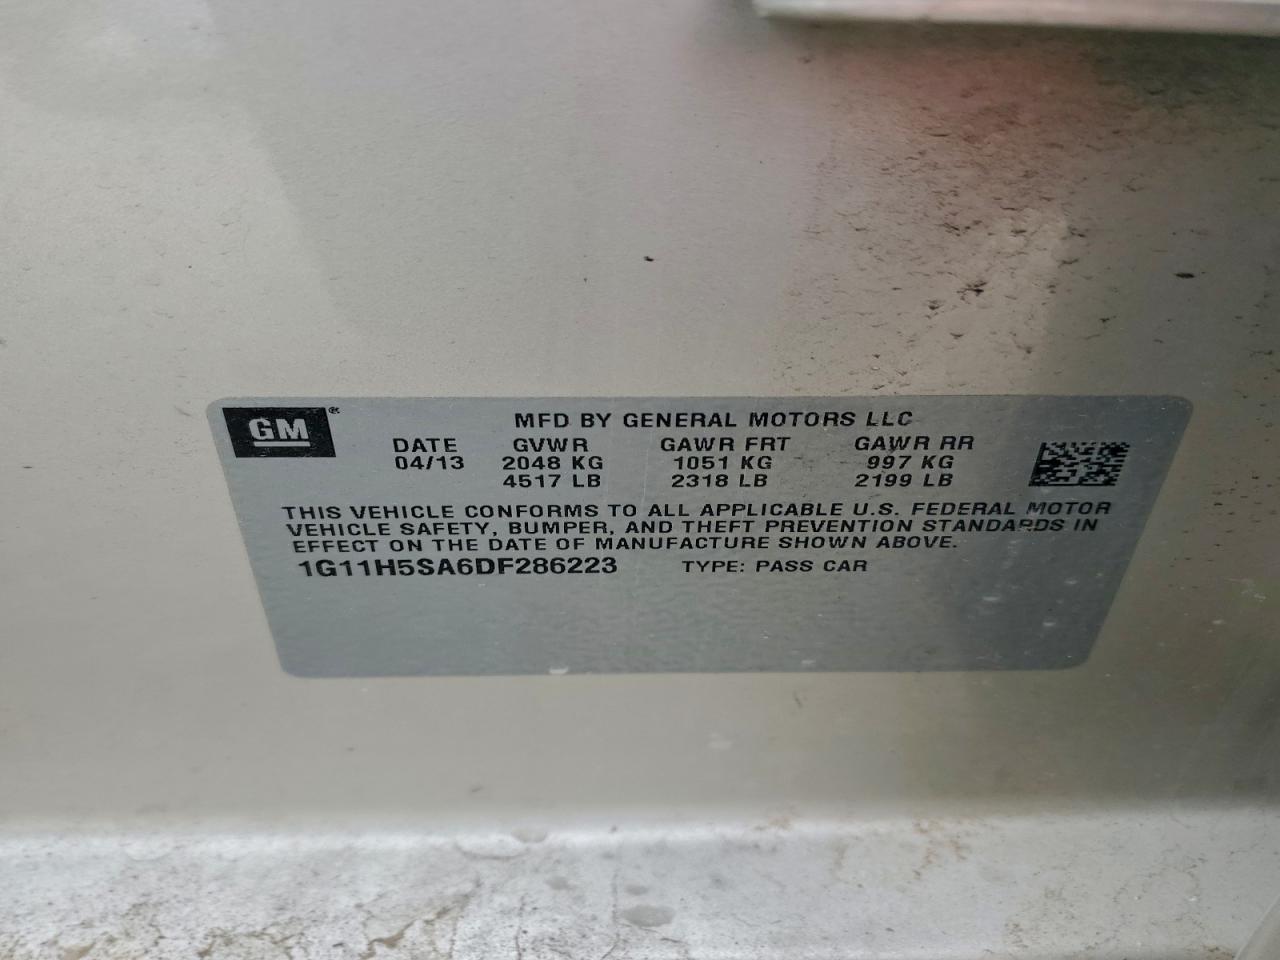 GM®
MFD BY GENERAL MOTORS LLC
DATE GVWR GAWR FRT GAWR RR
04/13 2048 KG 1051 KG 997 KG
4517 LB 2318 LB 2199 LB
THIS VEHICLE CONFORMS TO ALL APPLICABLE U.S. FEDERAL MOTOR
VEHICLE SAFETY, BUMPER, AND THEFT PREVENTION STANDARDS IN
EFFECT ON THE DATE OF MANUFACTURE SHOWN ABOVE.
1G11H5SA6DF286223 TYPE: PASS CAR